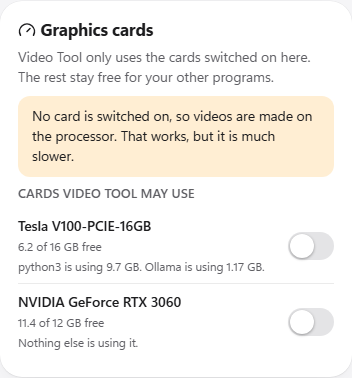 Graphics cards
Video Tool only uses the cards switched on here.
The rest stay free for your other programs.
No card is switched on, so videos are made on
the processor. That works, but it is much
slower.
CARDS VIDEO TOOL MAY USE
Tesla V100-PCIE-16GB
6.2 of 16 GB free
python3 is using 9.7 GB. Ollama is using 1.17 GB.
NVIDIA GeForce RTX 3060
11.4 of 12 GB free
Nothing else is using it.